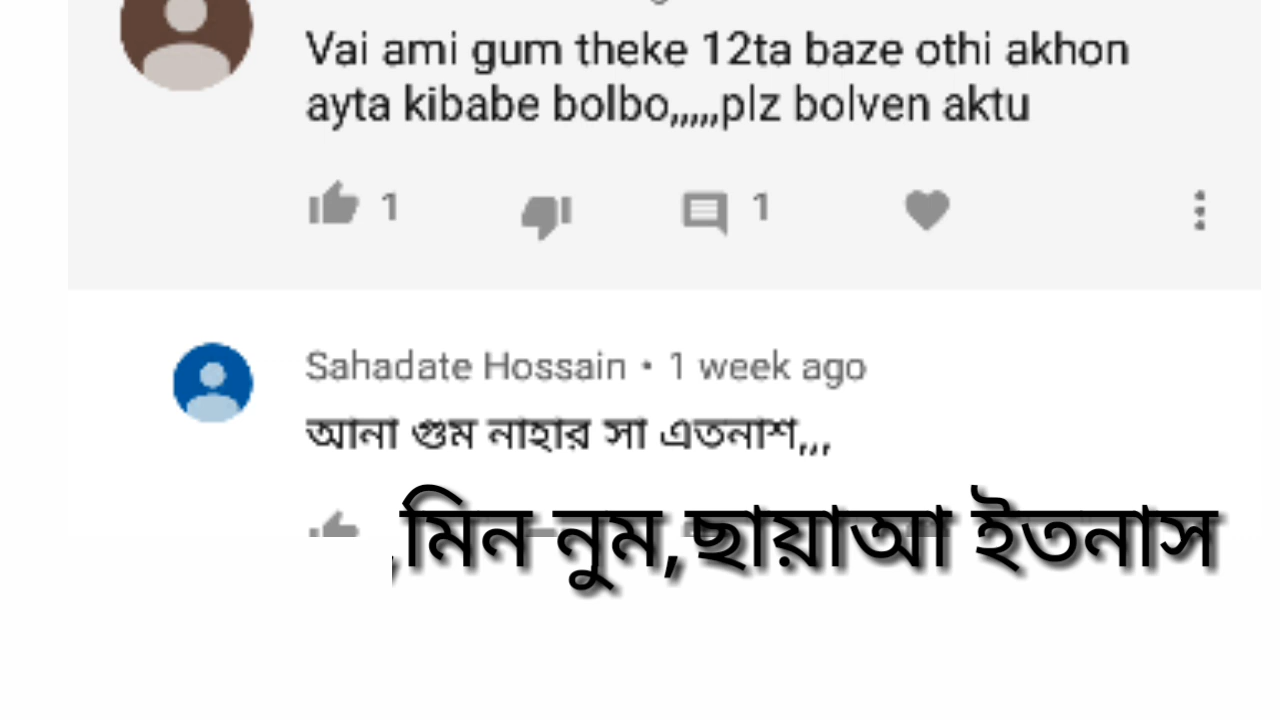 Vai ami gum theke 12ta baze othi akhon
ayta kibabe bolbo,,,,,plz bolven aktu
1
1
Sahadate Hossain • 1 week ago
আনা গুম নাহার সা এতনাশ,,,
,মিন নুম,ছায়াআ ইতনাস